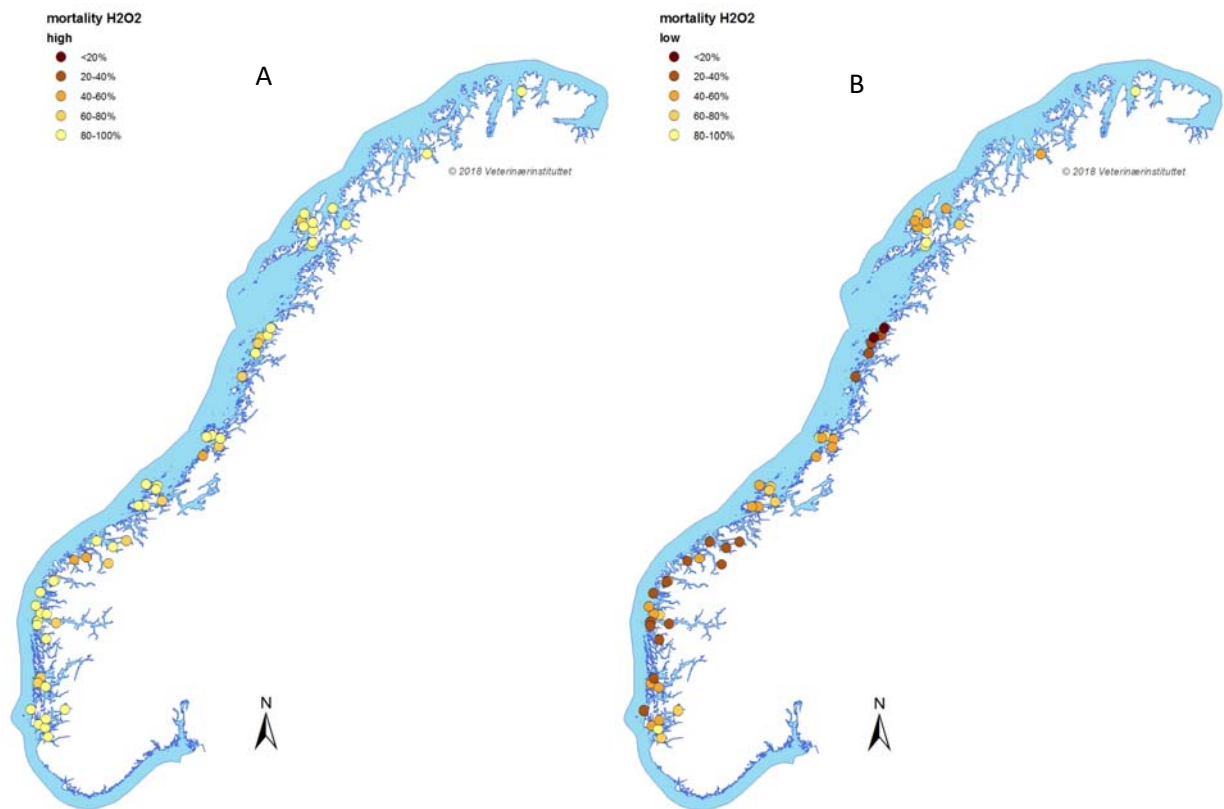 mortality H2O2
high
<20%
20-40%
40-60%
60-80%
80-100%
A
© 2018 Veterinærinstituttet
N
mortality H2O2
low
<20%
20-40%
40-60%
60-80%
80-100%
B
© 2018 Veterinærinstituttet
N